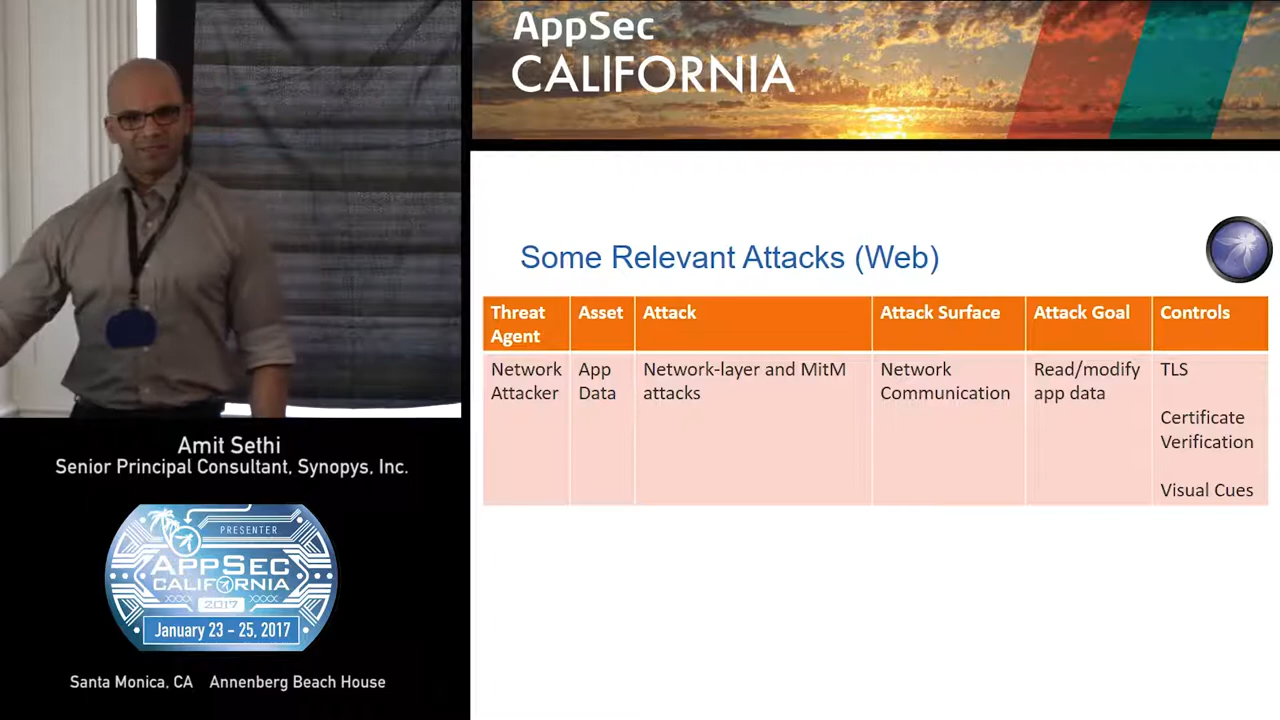 AppSec
CALIFORNIA
Some Relevant Attacks (Web)
Threat Agent
Asset
Attack
Attack Surface
Attack Goal
Controls
Network Attacker
App Data
Network-layer and MitM attacks
Network Communication
Read/modify app data
TLS
Certificate Verification
Visual Cues
Amit Sethi
Senior Principal Consultant, Synopys, Inc.
PRESENTER
APPSEC
CALIFORNIA
2017
January 23 - 25, 2017
Santa Monica, CA Annenberg Beach House